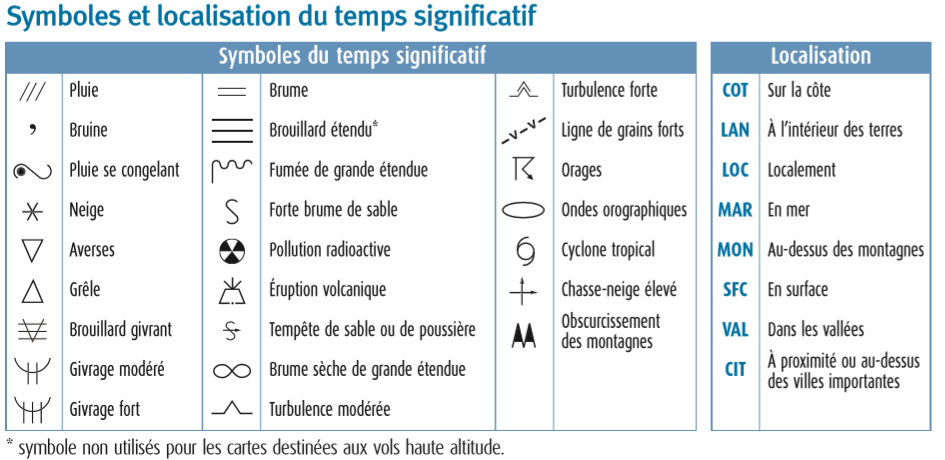 Symboles et localisation du temps significatif
Symboles du temps significatif
Pluie
Bruine
Pluie se congelant
Neige
Averses
Grêle
Brouillard givrant
Givrage modéré
Givrage fort
Brume
Brouillard étendu*
Fumée de grande étendue
Forte brume de sable
Pollution radioactive
Éruption volcanique
Tempête de sable ou de poussière
Brume sèche de grande étendue
Turbulence modérée
Turbulence forte
Ligne de grains forts
Orages
Ondes orographiques
Cyclone tropical
Chasse-neige élevé
Obscurcissement
des montagnes
Localisation
COT Sur la côte
LAN À l'intérieur des terres
LOC Localement
MAR En mer
MON Au-dessus des montagnes
SFC En surface
VAL Dans les vallées
CIT À proximité ou au-dessus
des villes importantes
* symbole non utilisés pour les cartes destinées aux vols haute altitude.